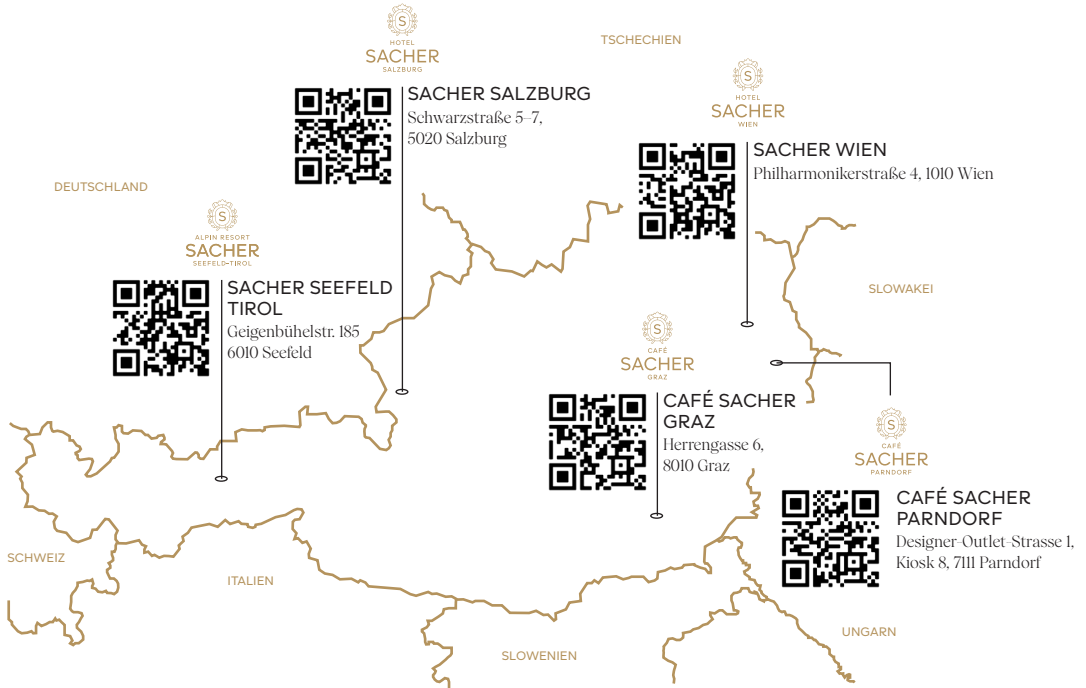 S
HOTEL
SACHER
SALZBURG
SACHER SALZBURG
Schwarzstraße 5–7,
5020 Salzburg
TSCHECHIEN
S
HOTEL
SACHER
WIEN
SACHER WIEN
Philharmonikerstraße 4, 1010 Wien
DEUTSCHLAND
S
ALPIN RESORT
SACHER
SEEFELD–TIROL
SACHER SEEFELD
TIROL
Geigenbühelstr. 185
6010 Seefeld
SLOWAKEI
S
CAFÉ
SACHER
GRAZ
CAFÉ SACHER
GRAZ
Herrengasse 6,
8010 Graz
S
CAFÉ
SACHER
PARNDORF
CAFÉ SACHER
PARNDORF
Designer-Outlet-Strasse 1,
Kiosk 8, 7111 Parndorf
SCHWEIZ
ITALIEN
SLOWENIEN
UNGARN